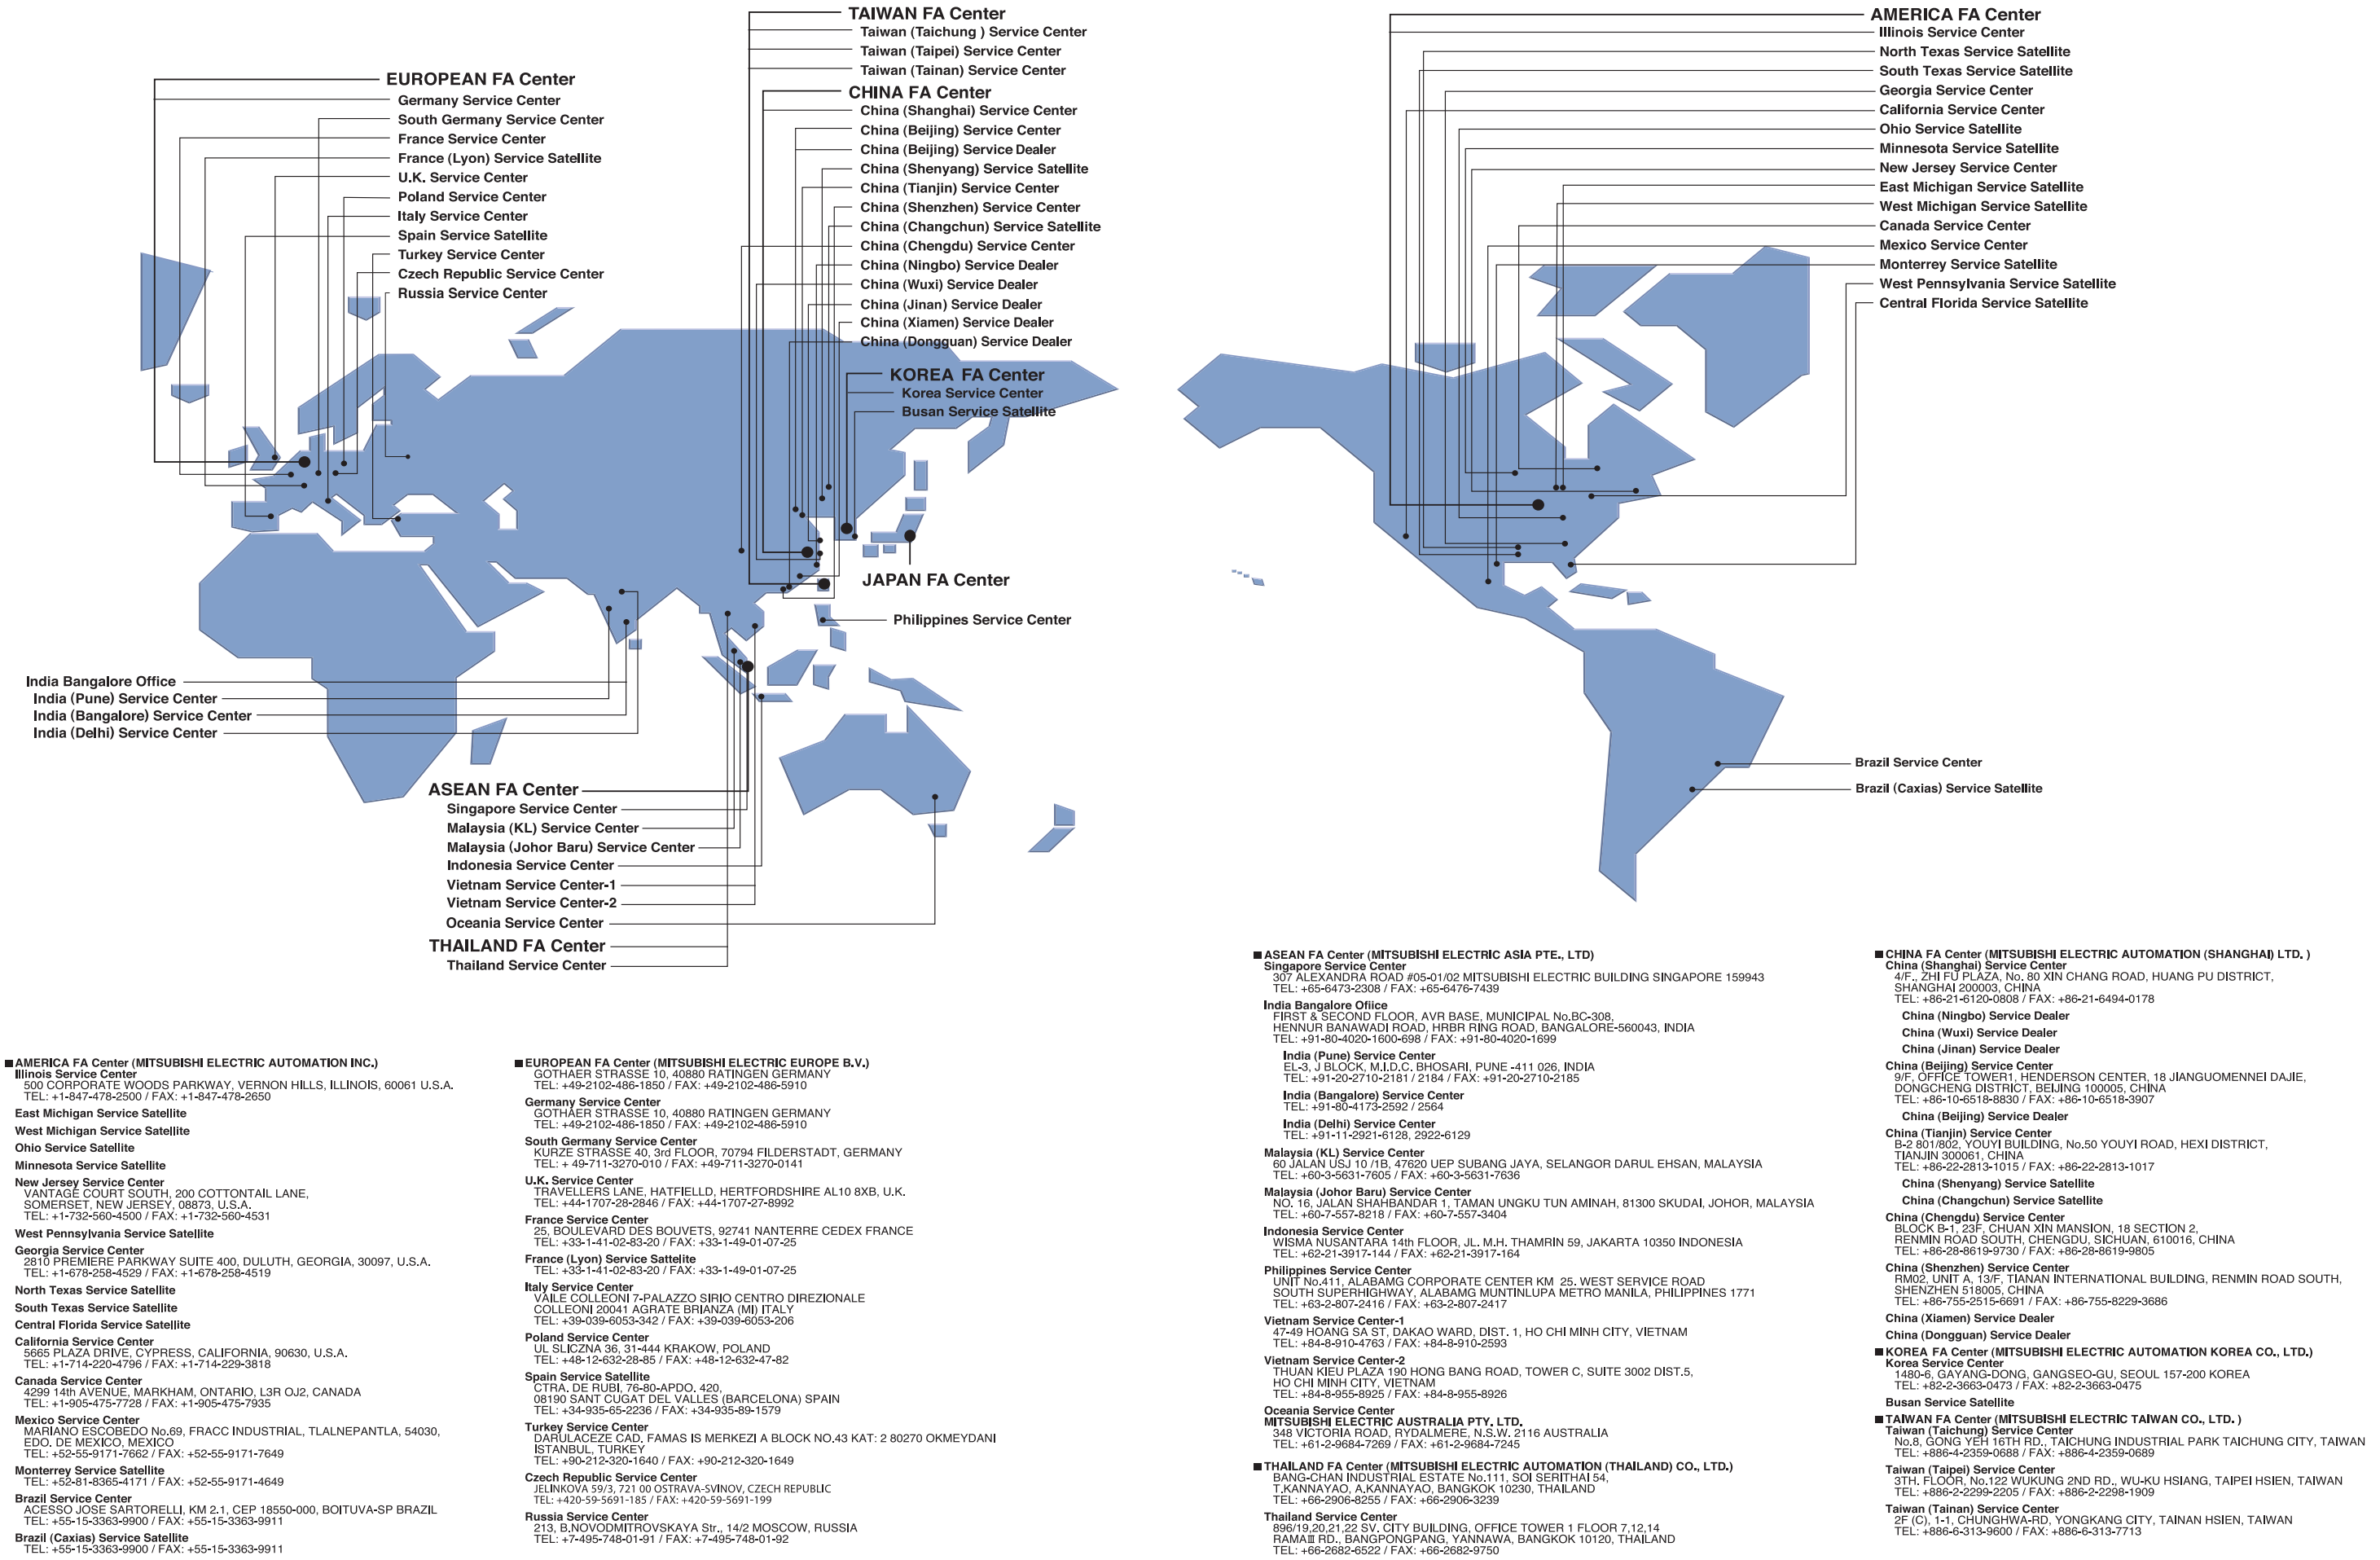 EUROPEAN FA Center
Germany Service Center
South Germany Service Center
France Service Center
France (Lyon) Service Satellite
U.K. Service Center
Poland Service Center
Italy Service Center
Spain Service Satellite
Turkey Service Center
Czech Republic Service Center
Russia Service Center
TAIWAN FA Center
Taiwan (Taichung ) Service Center
Taiwan (Taipei) Service Center
Taiwan (Tainan) Service Center
CHINA FA Center
China (Shanghai) Service Center
China (Beijing) Service Center
China (Beijing) Service Dealer
China (Shenyang) Service Satellite
China (Tianjin) Service Center
China (Shenzhen) Service Center
China (Changchun) Service Satellite
China (Chengdu) Service Center
China (Ningbo) Service Dealer
China (Wuxi) Service Dealer
China (Jinan) Service Dealer
China (Xiamen) Service Dealer
China (Dongguan) Service Dealer
KOREA FA Center
Korea Service Center
Busan Service Satellite
JAPAN FA Center
Philippines Service Center
AMERICA FA Center
Illinois Service Center
North Texas Service Satellite
South Texas Service Satellite
Georgia Service Center
California Service Center
Ohio Service Satellite
Minnesota Service Satellite
New Jersey Service Center
East Michigan Service Satellite
West Michigan Service Satellite
Canada Service Center
Mexico Service Center
Monterrey Service Satellite
West Pennsylvania Service Satellite
Central Florida Service Satellite
Brazil Service Center
Brazil (Caxias) Service Satellite
India Bangalore Office
India (Pune) Service Center
India (Bangalore) Service Center
India (Delhi) Service Center
ASEAN FA Center
Singapore Service Center
Malaysia (KL) Service Center
Malaysia (Johor Baru) Service Center
Indonesia Service Center
Vietnam Service Center-1
Vietnam Service Center-2
Oceania Service Center
THAILAND FA Center
Thailand Service Center
■AMERICA FA Center (MITSUBISHI ELECTRIC AUTOMATION INC.)
Illinois Service Center
500 CORPORATE WOODS PARKWAY, VERNON HILLS, ILLINOIS, 60061 U.S.A.
TEL: +1-847-478-2500 / FAX: +1-847-478-2650
East Michigan Service Satellite
West Michigan Service Satellite
Ohio Service Satellite
Minnesota Service Satellite
New Jersey Service Center
VANTAGE COURT SOUTH, 200 COTTONTAIL LANE,
SOMERSET, NEW JERSEY, 08873, U.S.A.
TEL: +1-732-560-4500 / FAX: +1-732-560-4531
West Pennsylvania Service Satellite
Georgia Service Center
2810 PREMIERE PARKWAY SUITE 400, DULUTH, GEORGIA, 30097, U.S.A.
TEL: +1-678-258-4529 / FAX: +1-678-258-4519
North Texas Service Satellite
South Texas Service Satellite
Central Florida Service Satellite
California Service Center
5665 PLAZA DRIVE, CYPRESS, CALIFORNIA, 90630, U.S.A.
TEL: +1-714-220-4796 / FAX: +1-714-229-3818
Canada Service Center
4299 14th AVENUE, MARKHAM, ONTARIO, L3R OJ2, CANADA
TEL: +1-905-475-7728 / FAX: +1-905-475-7935
Mexico Service Center
MARIANO ESCOBEDO No.69, FRACC INDUSTRIAL, TLALNEPANTLA, 54030,
EDO. DE MEXICO, MEXICO
TEL: +52-55-9171-7662 / FAX: +52-55-9171-7649
Monterrey Service Satellite
TEL: +52-81-8365-4171 / FAX: +52-55-9171-4649
Brazil Service Center
ACESSO JOSE SARTORELLI, KM 2.1, CEP 18550-000, BOITUVA-SP BRAZIL
TEL: +55-15-3363-9900 / FAX: +55-15-3363-9911
Brazil (Caxias) Service Satellite
TEL: +55-15-3363-9900 / FAX: +55-15-3363-9911
■EUROPEAN FA Center (MITSUBISHI ELECTRIC EUROPE B.V.)
GOTHAER STRASSE 10, 40880 RATINGEN GERMANY
TEL: +49-2102-486-1850 / FAX: +49-2102-486-5910
Germany Service Center
GOTHAER STRASSE 10, 40880 RATINGEN GERMANY
TEL: +49-2102-486-1850 / FAX: +49-2102-486-5910
South Germany Service Center
KURZE STRASSE 40, 3rd FLOOR, 70794 FILDERSTADT, GERMANY
TEL: + 49-711-3270-010 / FAX: +49-711-3270-0141
U.K. Service Center
TRAVELLERS LANE, HATFIELLD, HERTFORDSHIRE AL10 8XB, U.K.
TEL: +44-1707-28-2846 / FAX: +44-1707-27-8992
France Service Center
25, BOULEVARD DES BOUVETS, 92741 NANTERRE CEDEX FRANCE
TEL: +33-1-41-02-83-20 / FAX: +33-1-49-01-07-25
France (Lyon) Service Sattelite
TEL: +33-1-41-02-83-20 / FAX: +33-1-49-01-07-25
Italy Service Center
VAILE COLLEONI 7-PALAZZO SIRIO CENTRO DIREZIONALE
COLLEONI 20041 AGRATE BRIANZA (MI) ITALY
TEL: +39-039-6053-342 / FAX: +39-039-6053-206
Poland Service Center
UL SLICZNA 36, 31-444 KRAKOW, POLAND
TEL: +48-12-632-28-85 / FAX: +48-12-632-47-82
Spain Service Satellite
CTRA. DE RUBI, 76-80-APDO. 420,
08190 SANT CUGAT DEL VALLES (BARCELONA) SPAIN
TEL: +34-935-65-2236 / FAX: +34-935-89-1579
Turkey Service Center
DARULACEZE CAD. FAMAS IS MERKEZI A BLOCK NO.43 KAT: 2 80270 OKMEYDANI
ISTANBUL, TURKEY
TEL: +90-212-320-1640 / FAX: +90-212-320-1649
Czech Republic Service Center
JELINKOVA 59/3, 721 00 OSTRAVA-SVINOV, CZECH REPUBLIC
TEL: +420-59-5691-185 / FAX: +420-59-5691-199
Russia Service Center
213, B.NOVODMITROVSKAYA Str., 14/2 MOSCOW, RUSSIA
TEL: +7-495-748-01-91 / FAX: +7-495-748-01-92
■ASEAN FA Center (MITSUBISHI ELECTRIC ASIA PTE., LTD)
Singapore Service Center
307 ALEXANDRA ROAD #05-01/02 MITSUBISHI ELECTRIC BUILDING SINGAPORE 159943
TEL: +65-6473-2308 / FAX: +65-6476-7439
India Bangalore Ofiice
FIRST & SECOND FLOOR, AVR BASE, MUNICIPAL No.BC-308,
HENNUR BANAWADI ROAD, HRBR RING ROAD, BANGALORE-560043, INDIA
TEL: +91-80-4020-1600-698 / FAX: +91-80-4020-1699
India (Pune) Service Center
EL-3, J BLOCK, M.I.D.C. BHOSARI, PUNE -411 026, INDIA
TEL: +91-20-2710-2181 / 2184 / FAX: +91-20-2710-2185
India (Bangalore) Service Center
TEL: +91-80-4173-2592 / 2564
India (Delhi) Service Center
TEL: +91-11-2921-6128, 2922-6129
Malaysia (KL) Service Center
60 JALAN USJ 10 /1B, 47620 UEP SUBANG JAYA, SELANGOR DARUL EHSAN, MALAYSIA
TEL: +60-3-5631-7605 / FAX: +60-3-5631-7636
Malaysia (Johor Baru) Service Center
NO. 16, JALAN SHAHBANDAR 1, TAMAN UNGKU TUN AMINAH, 81300 SKUDAI, JOHOR, MALAYSIA
TEL: +60-7-557-8218 / FAX: +60-7-557-3404
Indonesia Service Center
WISMA NUSANTARA 14th FLOOR, JL. M.H. THAMRIN 59, JAKARTA 10350 INDONESIA
TEL: +62-21-3917-144 / FAX: +62-21-3917-164
Philippines Service Center
UNIT No.411, ALABAMG CORPORATE CENTER KM 25. WEST SERVICE ROAD
SOUTH SUPERHIGHWAY, ALABAMG MUNTINLUPA METRO MANILA, PHILIPPINES 1771
TEL: +63-2-807-2416 / FAX: +63-2-807-2417
Vietnam Service Center-1
47-49 HOANG SA ST, DAKAO WARD, DIST. 1, HO CHI MINH CITY, VIETNAM
TEL: +84-8-910-4763 / FAX: +84-8-910-2593
Vietnam Service Center-2
THUAN KIEU PLAZA 190 HONG BANG ROAD, TOWER C, SUITE 3002 DIST.5,
HO CHI MINH CITY, VIETNAM
TEL: +84-8-955-8925 / FAX: +84-8-955-8926
Oceania Service Center
MITSUBISHI ELECTRIC AUSTRALIA PTY. LTD.
348 VICTORIA ROAD, RYDALMERE, N.S.W. 2116 AUSTRALIA
TEL: +61-2-9684-7269 / FAX: +61-2-9684-7245
■THAILAND FA Center (MITSUBISHI ELECTRIC AUTOMATION (THAILAND) CO., LTD.)
BANG-CHAN INDUSTRIAL ESTATE No.111, SOI SERITHAI 54,
T.KANNAYAO, A.KANNAYAO, BANGKOK 10230, THAILAND
TEL: +66-2906-8255 / FAX: +66-2906-3239
Thailand Service Center
896/19,20,21,22 SV. CITY BUILDING, OFFICE TOWER 1 FLOOR 7,12,14
RAMAⅢ RD., BANGPONGPANG, YANNAWA, BANGKOK 10120, THAILAND
TEL: +66-2682-6522 / FAX: +66-2682-9750
■CHINA FA Center (MITSUBISHI ELECTRIC AUTOMATION (SHANGHAI) LTD. )
China (Shanghai) Service Center
4/F., ZHI FU PLAZA, No. 80 XIN CHANG ROAD, HUANG PU DISTRICT,
SHANGHAI 200003, CHINA
TEL: +86-21-6120-0808 / FAX: +86-21-6494-0178
China (Ningbo) Service Dealer
China (Wuxi) Service Dealer
China (Jinan) Service Dealer
China (Beijing) Service Center
9/F, OFFICE TOWER1, HENDERSON CENTER, 18 JIANGUOMENNEI DAJIE,
DONGCHENG DISTRICT, BEIJING 100005, CHINA
TEL: +86-10-6518-8830 / FAX: +86-10-6518-3907
China (Beijing) Service Dealer
China (Tianjin) Service Center
B-2 801/802, YOUYI BUILDING, No.50 YOUYI ROAD, HEXI DISTRICT,
TIANJIN 300061, CHINA
TEL: +86-22-2813-1015 / FAX: +86-22-2813-1017
China (Shenyang) Service Satellite
China (Changchun) Service Satellite
China (Chengdu) Service Center
BLOCK B-1, 23F, CHUAN XIN MANSION, 18 SECTION 2,
RENMIN ROAD SOUTH, CHENGDU, SICHUAN, 610016, CHINA
TEL: +86-28-8619-9730 / FAX: +86-28-8619-9805
China (Shenzhen) Service Center
RM02, UNIT A, 13/F, TIANAN INTERNATIONAL BUILDING, RENMIN ROAD SOUTH,
SHENZHEN 518005, CHINA
TEL: +86-755-2515-6691 / FAX: +86-755-8229-3686
China (Xiamen) Service Dealer
China (Dongguan) Service Dealer
■KOREA FA Center (MITSUBISHI ELECTRIC AUTOMATION KOREA CO., LTD.)
Korea Service Center
1480-6, GAYANG-DONG, GANGSEO-GU, SEOUL 157-200 KOREA
TEL: +82-2-3663-0473 / FAX: +82-2-3663-0475
Busan Service Satellite
■TAIWAN FA Center (MITSUBISHI ELECTRIC TAIWAN CO., LTD. )
Taiwan (Taichung) Service Center
No.8, GONG YEH 16TH RD., TAICHUNG INDUSTRIAL PARK TAICHUNG CITY, TAIWAN
TEL: +886-4-2359-0688 / FAX: +886-4-2359-0689
Taiwan (Taipei) Service Center
3TH. FLOOR, No.122 WUKUNG 2ND RD., WU-KU HSIANG, TAIPEI HSIEN, TAIWAN
TEL: +886-2-2299-2205 / FAX: +886-2-2298-1909
Taiwan (Tainan) Service Center
2F (C), 1-1, CHUNGHWA-RD, YONGKANG CITY, TAINAN HSIEN, TAIWAN
TEL: +886-6-313-9600 / FAX: +886-6-313-7713